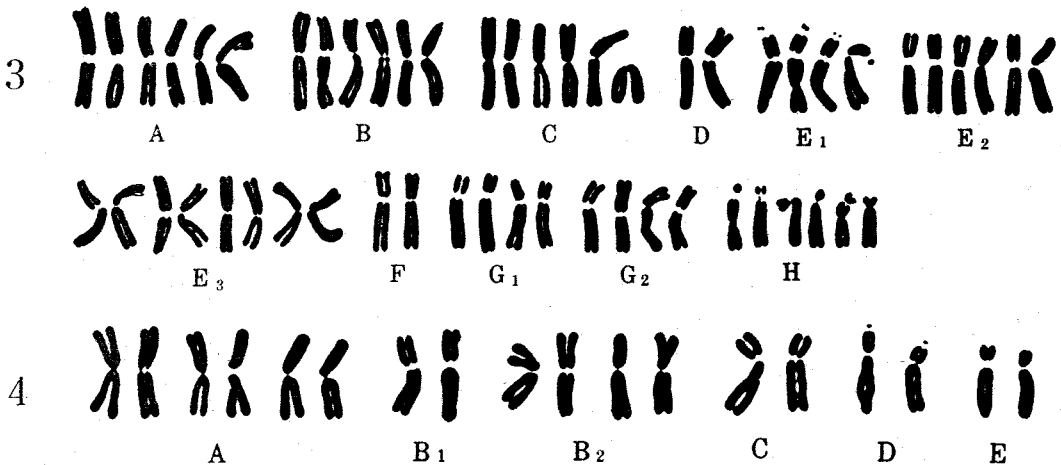 3
A B C D E₁ E₂
E₃ F G₁ G₂ H
4
A B₁ B₂ C D E